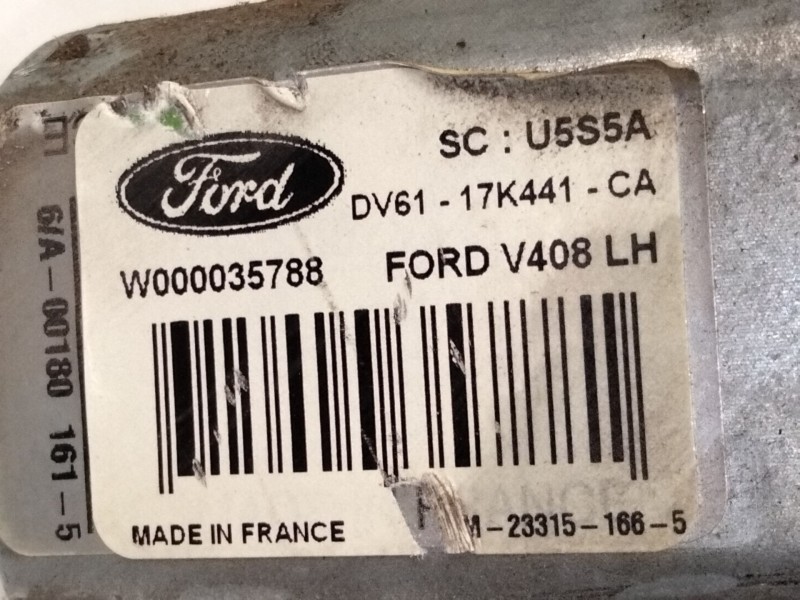 Ford
SC : U5S5A
DV61 - 17K441 - CA
W000035788 FORD V408 LH
MADE IN FRANCE
-23315-166-5
6/A-00180 161-5